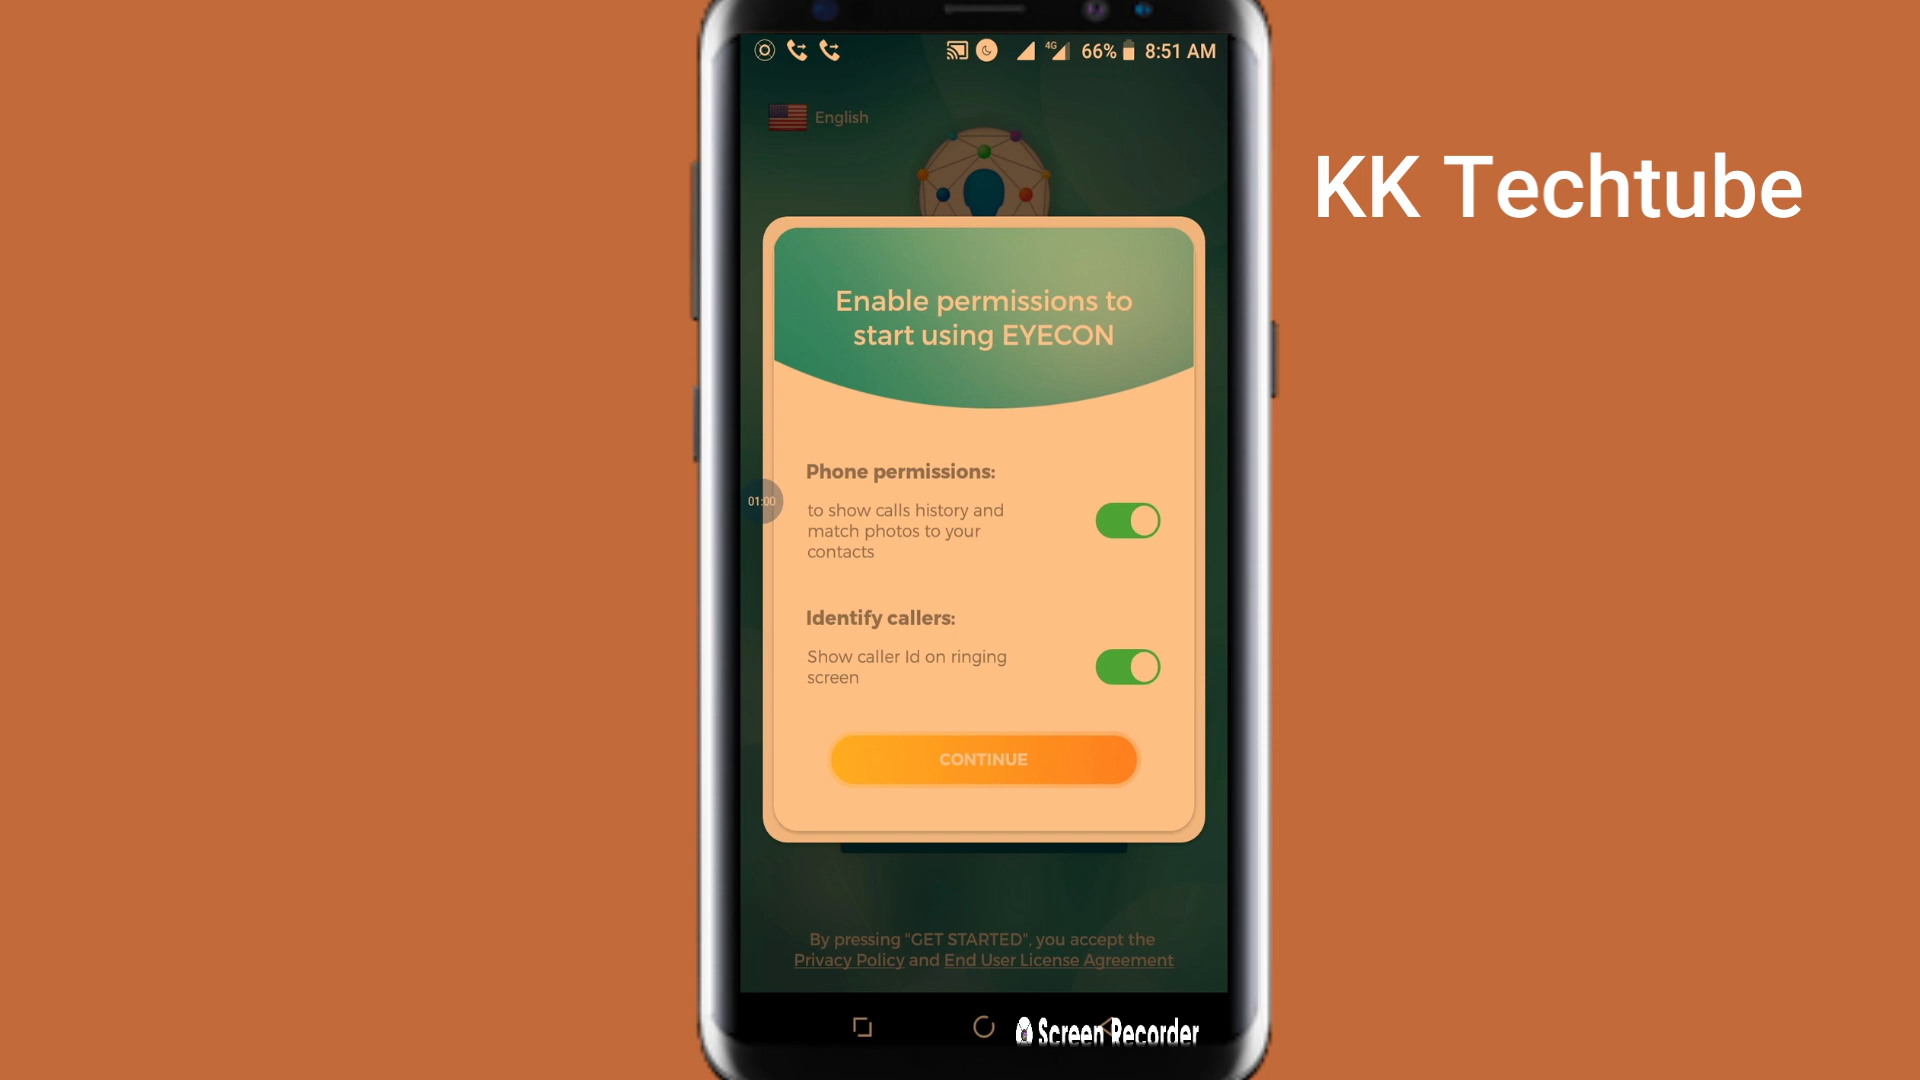 4G 66% 8:51 AM
English
KK Techtube
Enable permissions to
start using EYECON
Phone permissions:
01:00
to show calls history and
match photos to your
contacts
Identify callers:
Show caller Id on ringing
screen
CONTINUE
By pressing "GET STARTED", you accept the
Privacy Policy and End User License Agreement
Screen Recorder